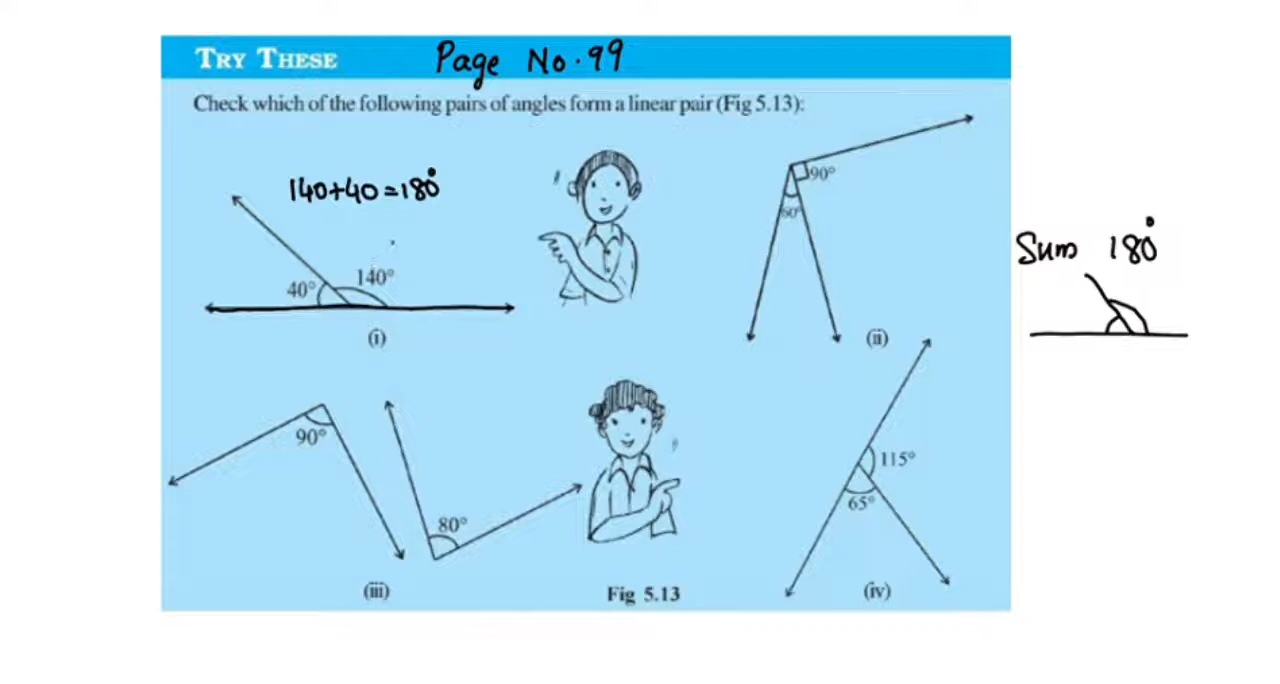 TRY THESE Page No. 99
Check which of the following pairs of angles form a linear pair (Fig 5.13):
140+40=180°
90°
60°
Sum 180°
40° 140°
(i)
(ii)
90°
80°
115°
65°
(iii)
Fig 5.13
(iv)